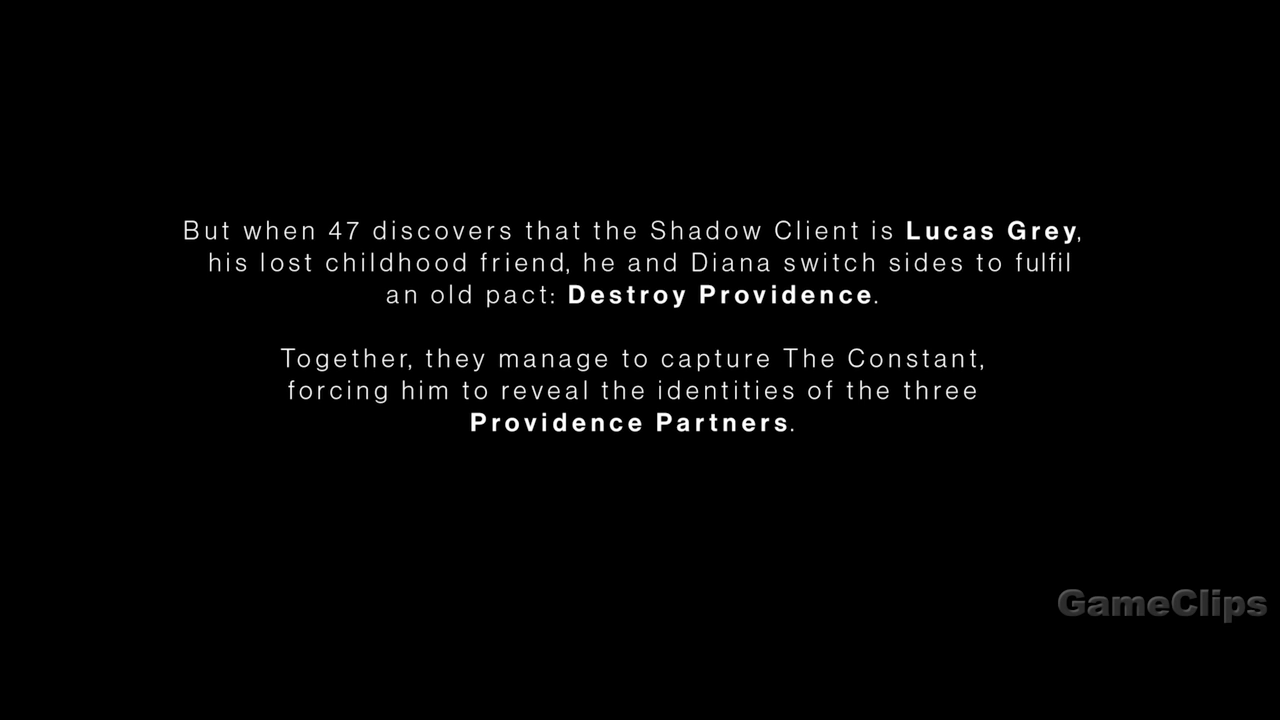 But when 47 discovers that the Shadow Client is Lucas Grey,
his lost childhood friend, he and Diana switch sides to fulfil
an old pact: Destroy Providence.
Together, they manage to capture The Constant,
forcing him to reveal the identities of the three
Providence Partners.
GameClips